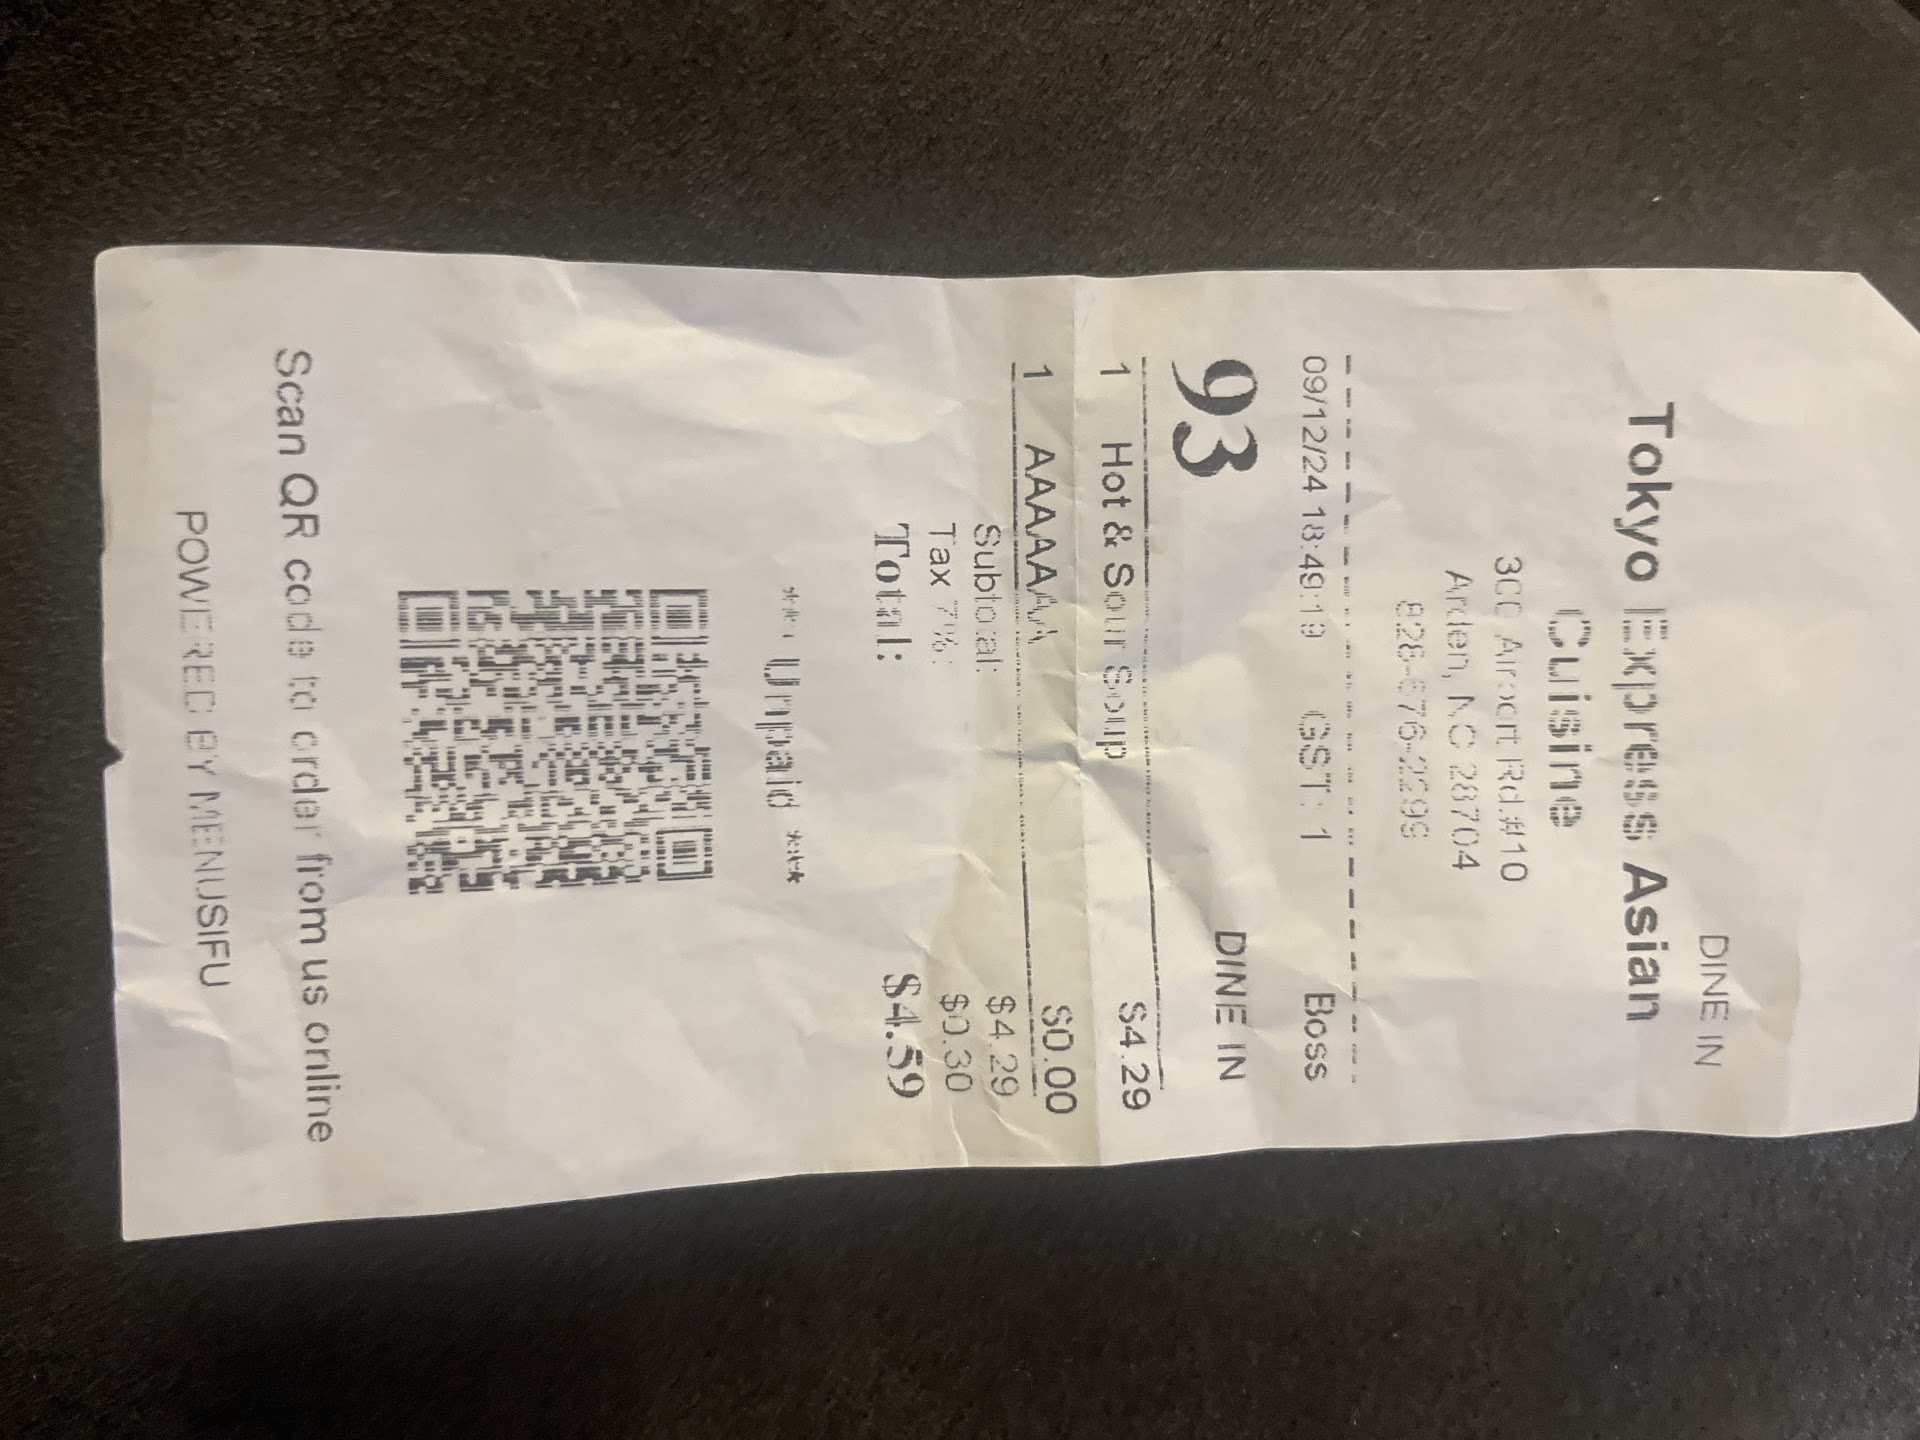 DINE IN
Tokyo Express Asian
Cuisine
300 Airport Rd.#10
Arden, NC 28704
09/12/24 18:49:19 GST: 1 Boss
93 DINE IN
1 Hot & Sour Soup $4.29
1 AAAAAA $0.00
Subtotal: $4.29
Tax 7%: $0.30
Total: $4.59
*** Unpaid ***
Scan QR code to order from us online
POWERED BY MENUSIFU